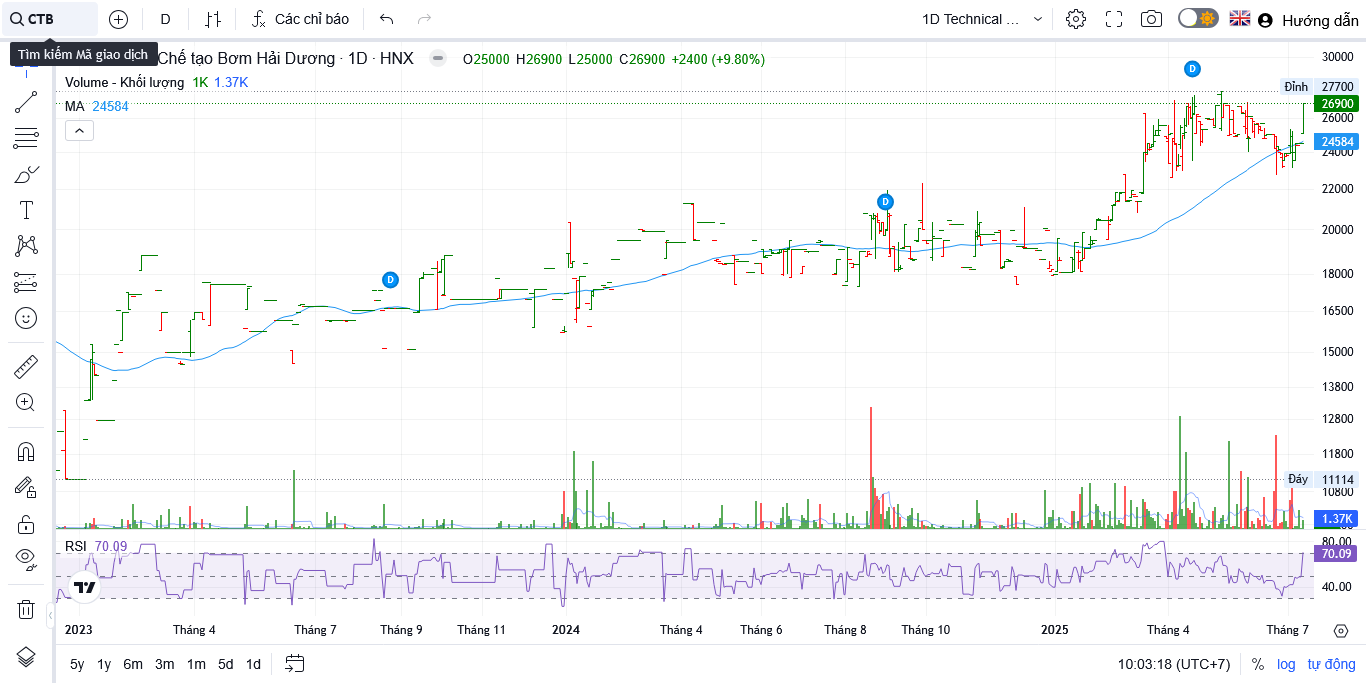 CTB
D
Các chỉ báo
1D Technical ...
Hướng dẫn
Tìm kiếm Mã giao dịch
Chế tạo Bơm Hải Dương · 1D · HNX
O25000 H26900 L25000 C26900 +2400 (+9.80%)
Volume - Khối lượng 1K 1.37K
MA 24584
D
D
D
30000
Đỉnh 27700
26900
26000
24584
24000
22000
20000
18000
16500
15000
13800
12800
11800
Đáy 11114
10800
1.37K
RSI 70.09
80.00
70.09
40.00
2023 Tháng 4 Tháng 7 Tháng 9 Tháng 11 2024 Tháng 4 Tháng 6 Tháng 8 Tháng 10 2025 Tháng 4 Tháng 7
5y 1y 6m 3m 1m 5d 1d
10:03:18 (UTC+7) % log tự động